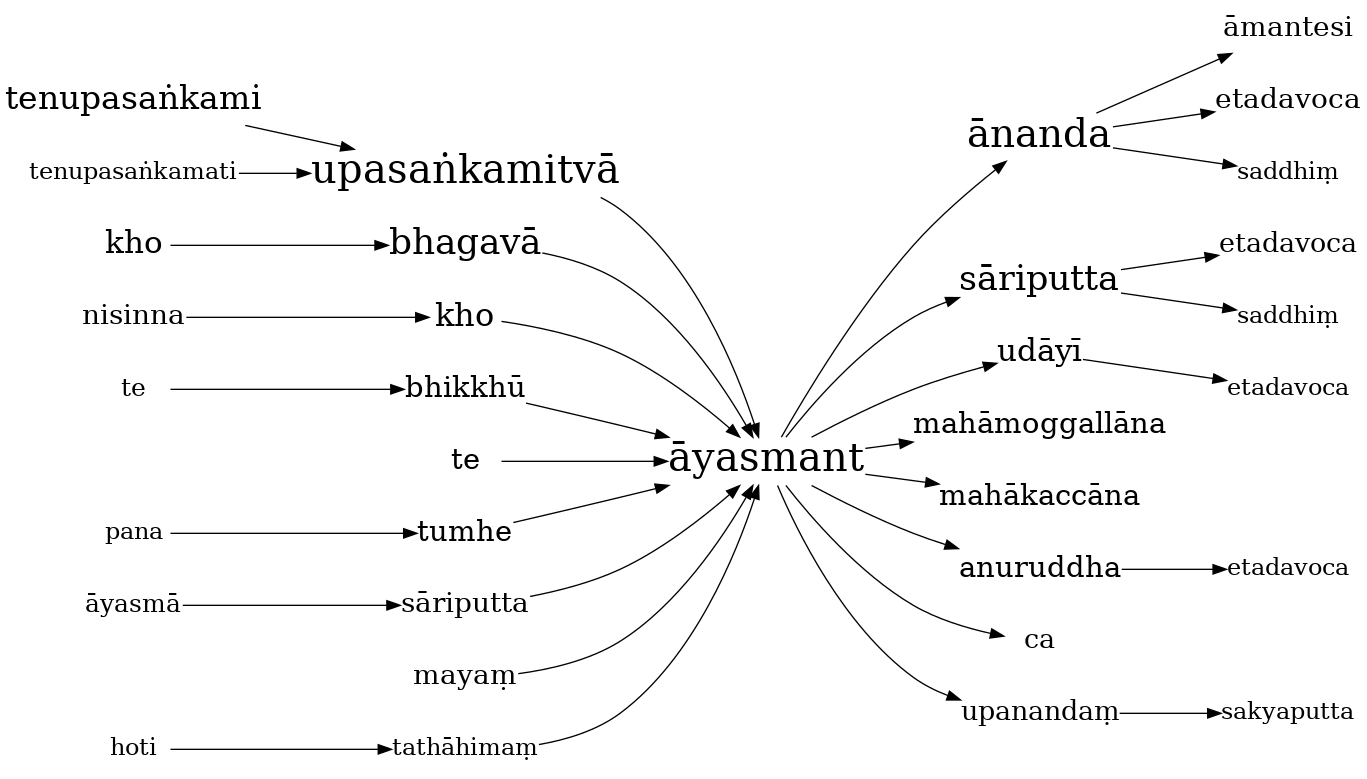 āmantesi
tenupasaṅkami
etadavoca
ānanda
tenupasaṅkamati
upasaṅkamitvā
saddhiṃ
kho
bhagavā
etadavoca
sāriputta
nisinna
kho
saddhiṃ
udāyī
te
bhikkhū
etadavoca
mahāmoggallāna
te
āyasmant
mahākaccāna
pana
tumhe
anuruddha
etadavoca
āyasmā
sāriputta
ca
mayaṃ
upanandaṃ
sakyaputta
hoti
tathāhimaṃ